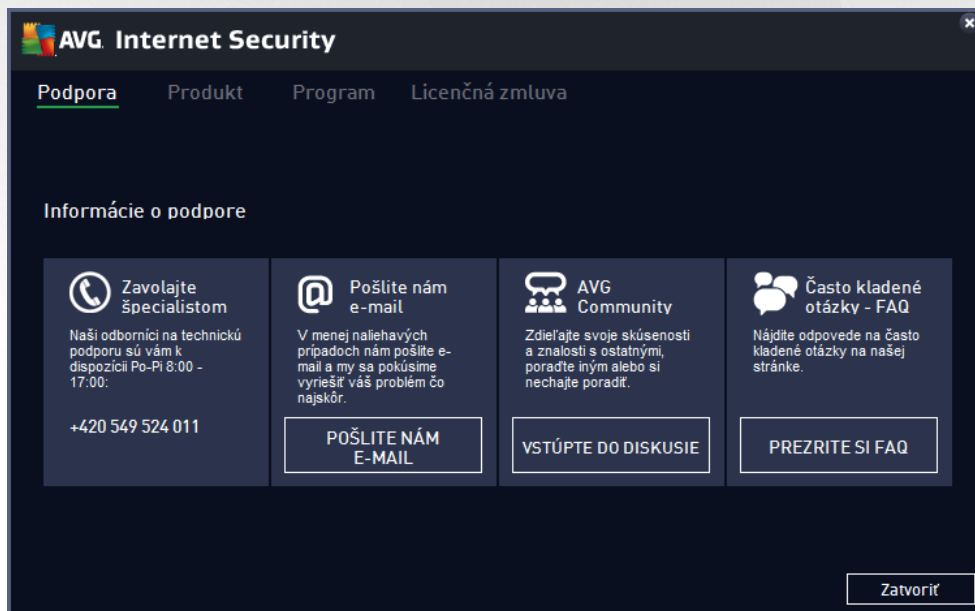 AVG. Internet Security
Podpora Produkt Program Licenčná zmluva
Informácie o podpore
Zavolajte
špecialistom
Naši odborníci na technickú
podporu sú vám k
dispozícii Po-Pi 8:00 -
17:00:
+420 549 524 011
Pošlite nám
e-mail
V menej naliehavých
prípadoch nám pošlite e-
mail a my sa pokúsime
vyriešiť váš problém čo
najskôr.
POŠLITE NÁM
E-MAIL
AVG
Community
Zdieľajte svoje skúsenosti
a znalosti s ostatnými,
poraďte iným alebo si
nechajte poradiť.
VSTÚPTE DO DISKUSIE
Často kladené
otázky - FAQ
Nájdite odpovede na často
kladené otázky na našej
stránke.
PREZRITE SI FAQ
Zatvoriť